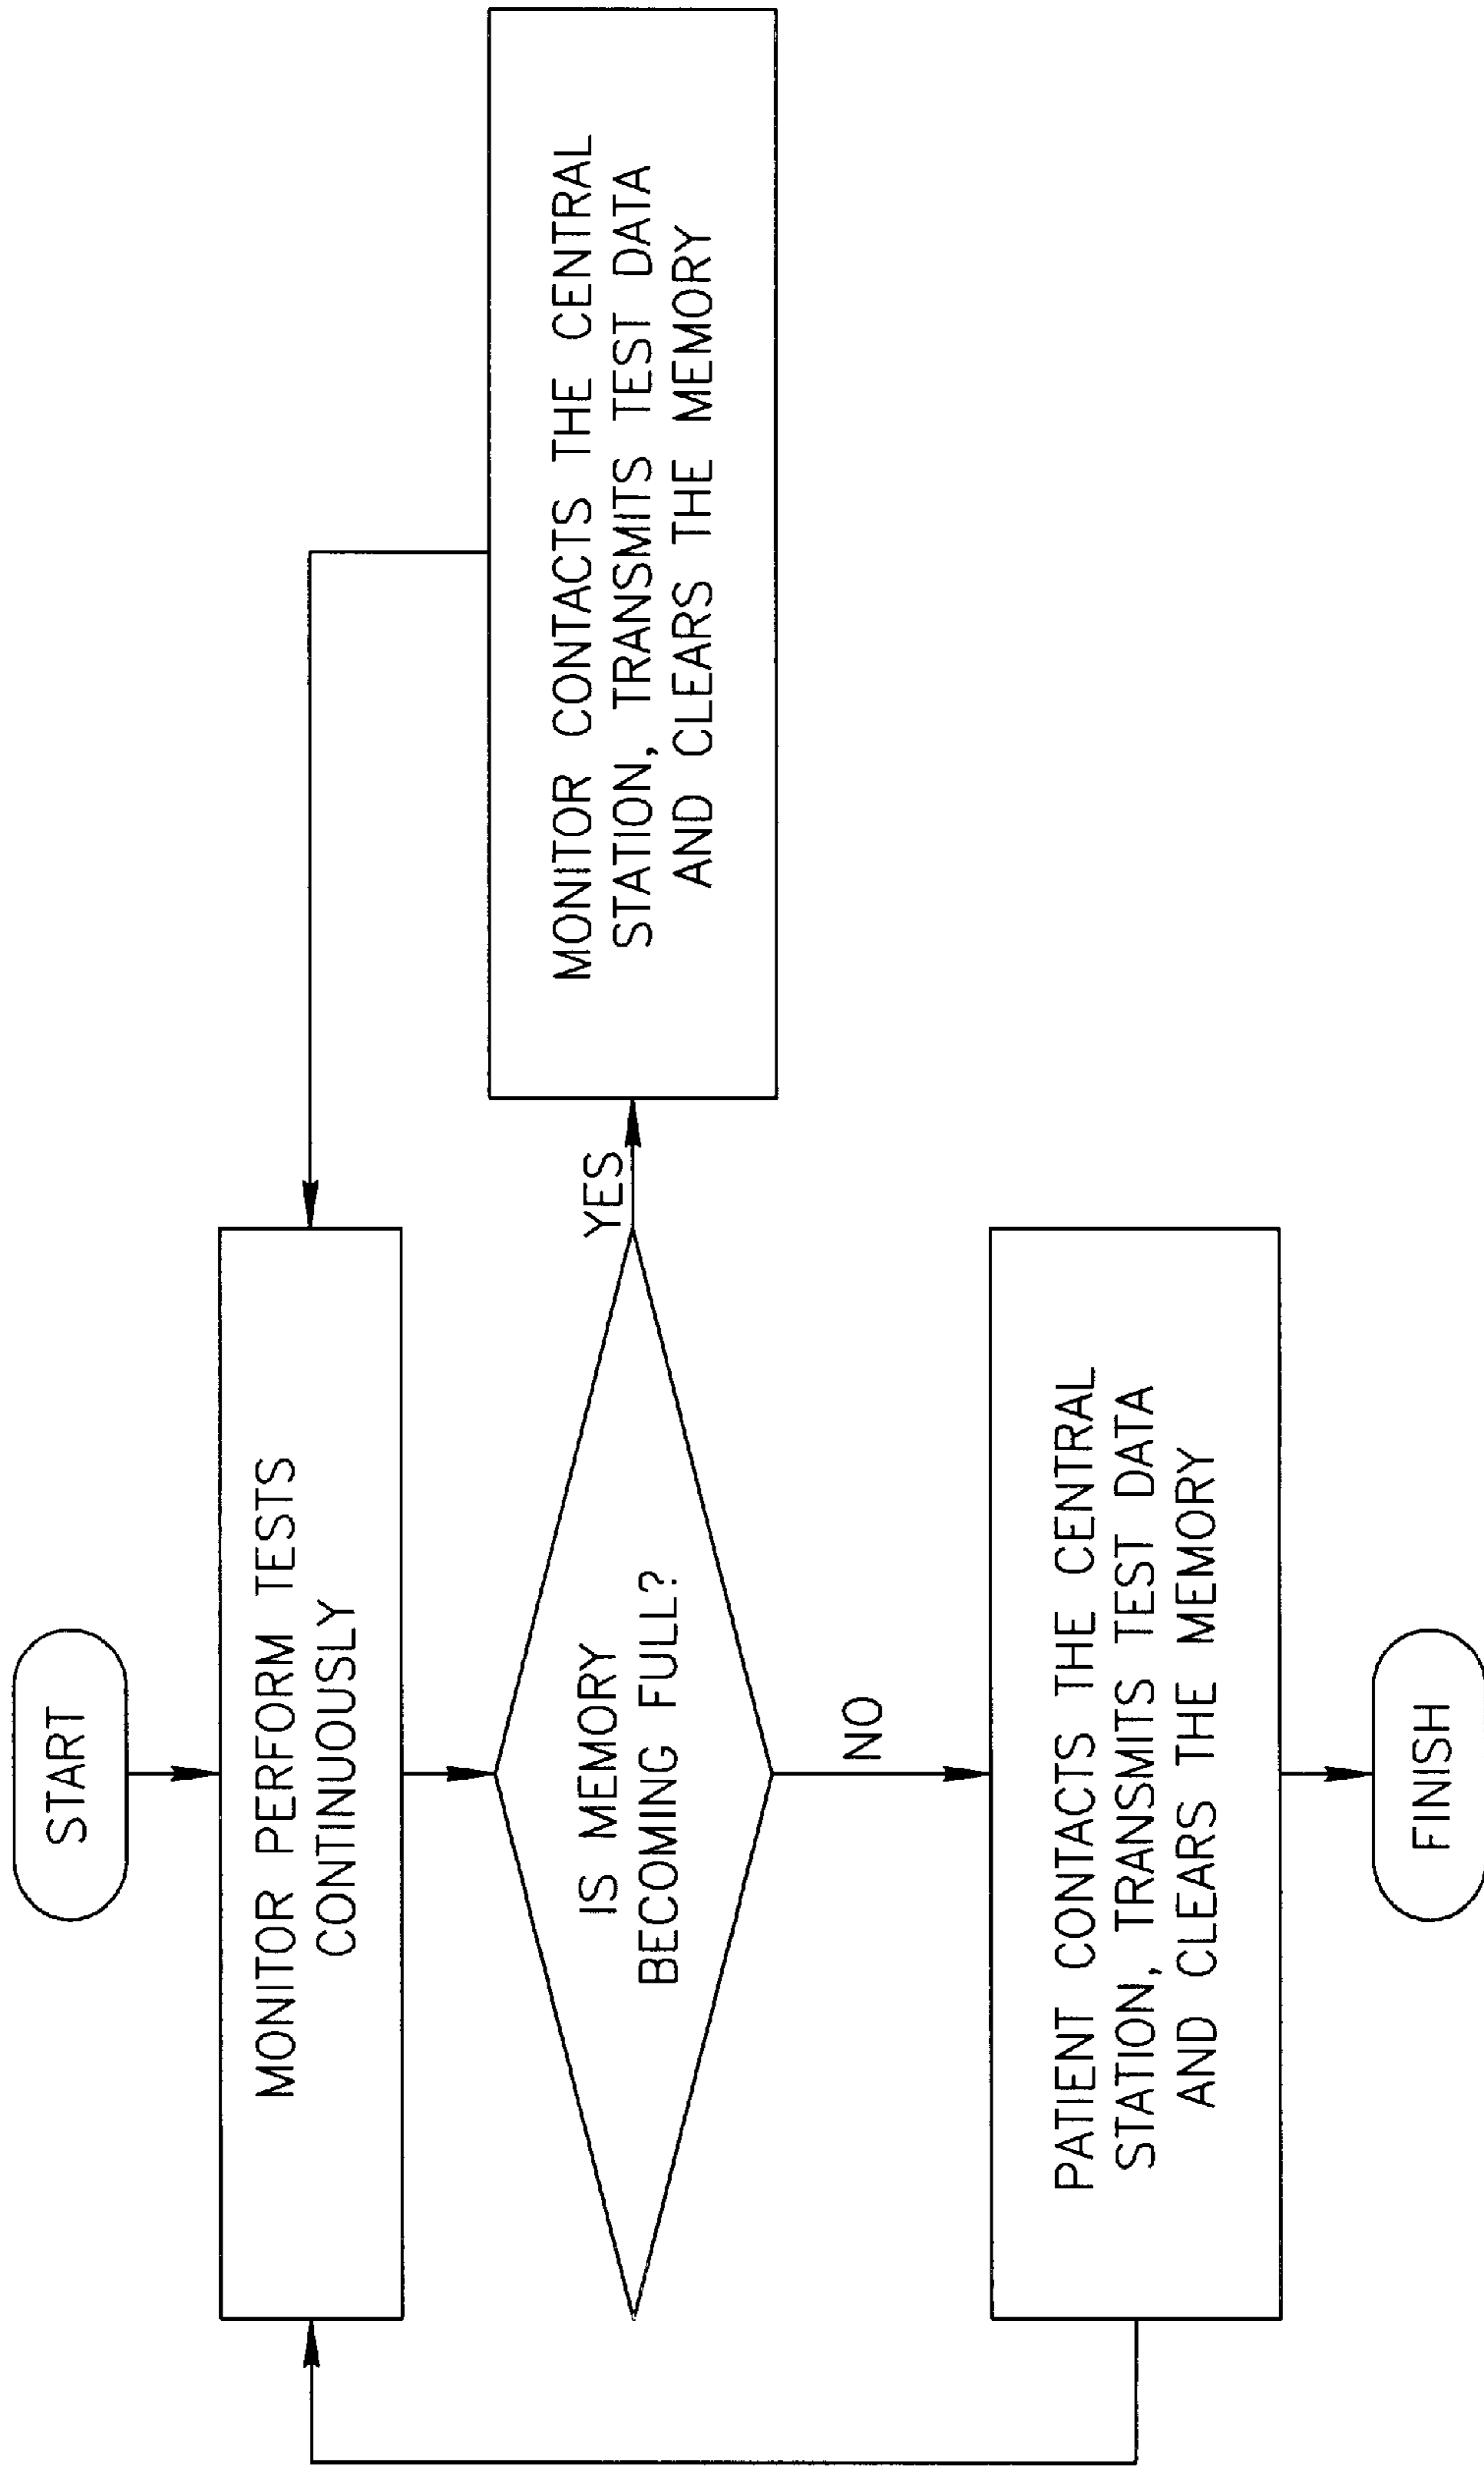 START
MONITOR PERFORM TESTS
CONTINUOUSLY
IS MEMORY
BECOMING FULL?
YES
MONITOR CONTACTS THE CENTRAL
STATION, TRANSMITS TEST DATA
AND CLEARS THE MEMORY
NO
PATIENT CONTACTS THE CENTRAL
STATION, TRANSMITS TEST DATA
AND CLEARS THE MEMORY
FINISH